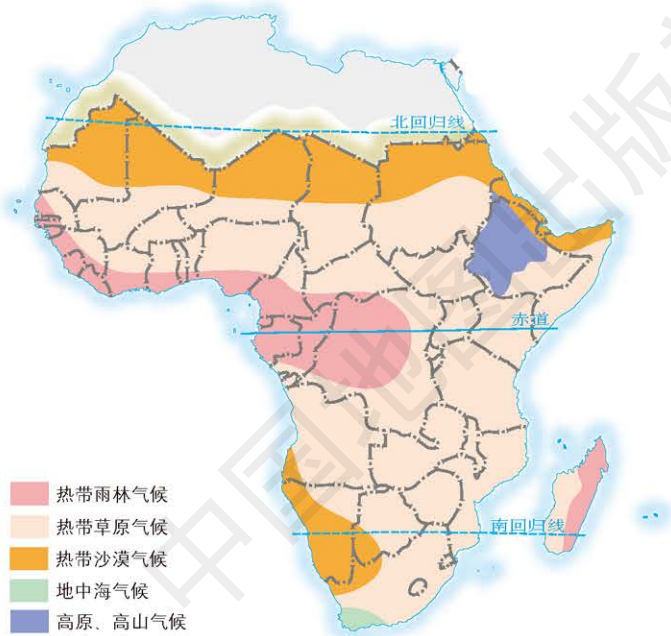 北回归线
赤道
南回归线
热带雨林气候
热带草原气候
热带沙漠气候
地中海气候
高原、高山气候
中国地图出版